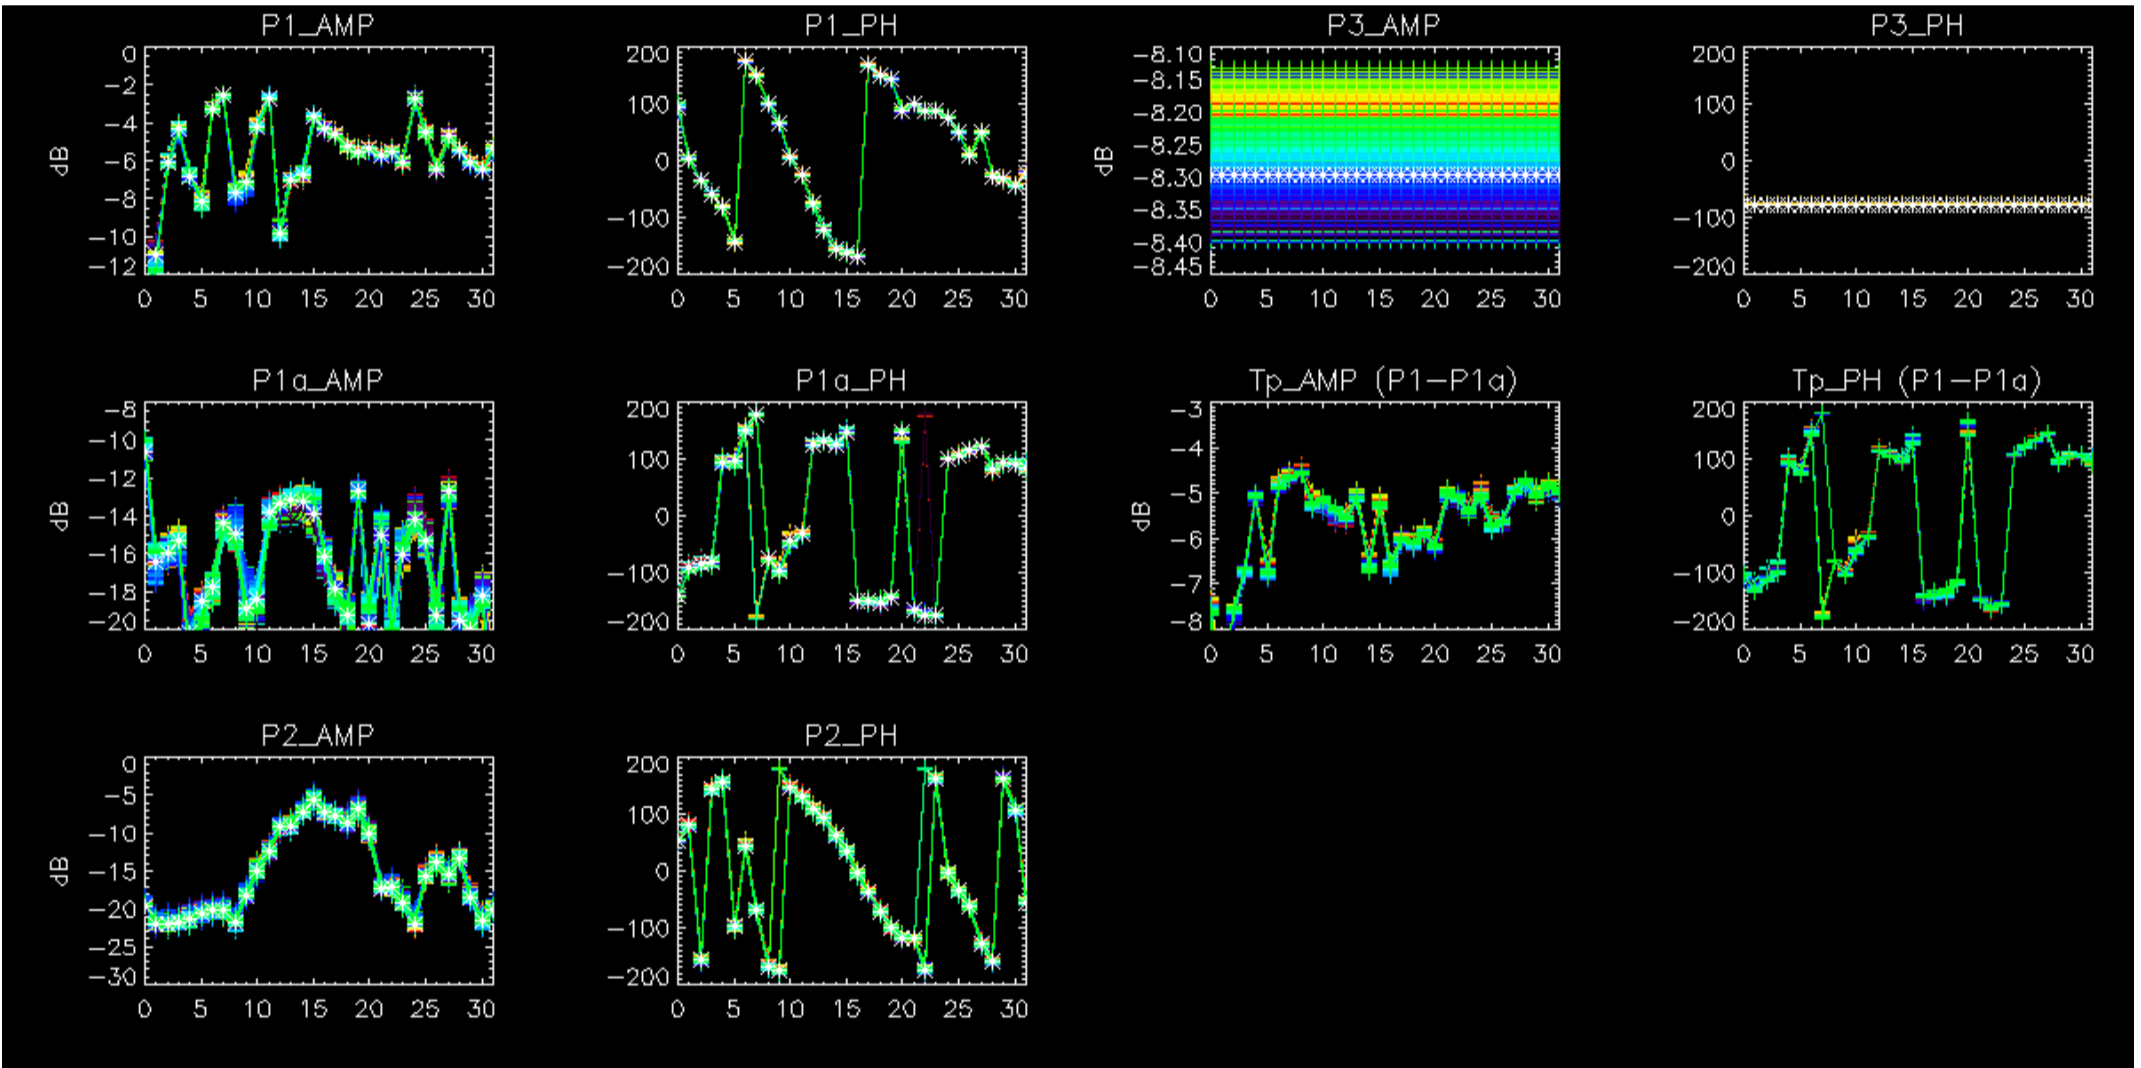 P1_AMP
P1_PH
P3_AMP
P3_PH
dB
0
-2
-4
-6
-8
-10
-12
0 5 10 15 20 25 30
200
100
0
-100
-200
0 5 10 15 20 25 30
dB
-8.10
-8.15
-8.20
-8.25
-8.30
-8.35
-8.40
-8.45
0 5 10 15 20 25 30
200
100
0
-100
-200
0 5 10 15 20 25 30
P1a_AMP
P1a_PH
Tp_AMP (P1-P1a)
Tp_PH (P1-P1a)
dB
-8
-10
-12
-14
-16
-18
-20
0 5 10 15 20 25 30
200
100
0
-100
-200
0 5 10 15 20 25 30
dB
-3
-4
-5
-6
-7
-8
0 5 10 15 20 25 30
200
100
0
-100
-200
0 5 10 15 20 25 30
P2_AMP
P2_PH
dB
0
-5
-10
-15
-20
-25
-30
0 5 10 15 20 25 30
200
100
0
-100
-200
0 5 10 15 20 25 30